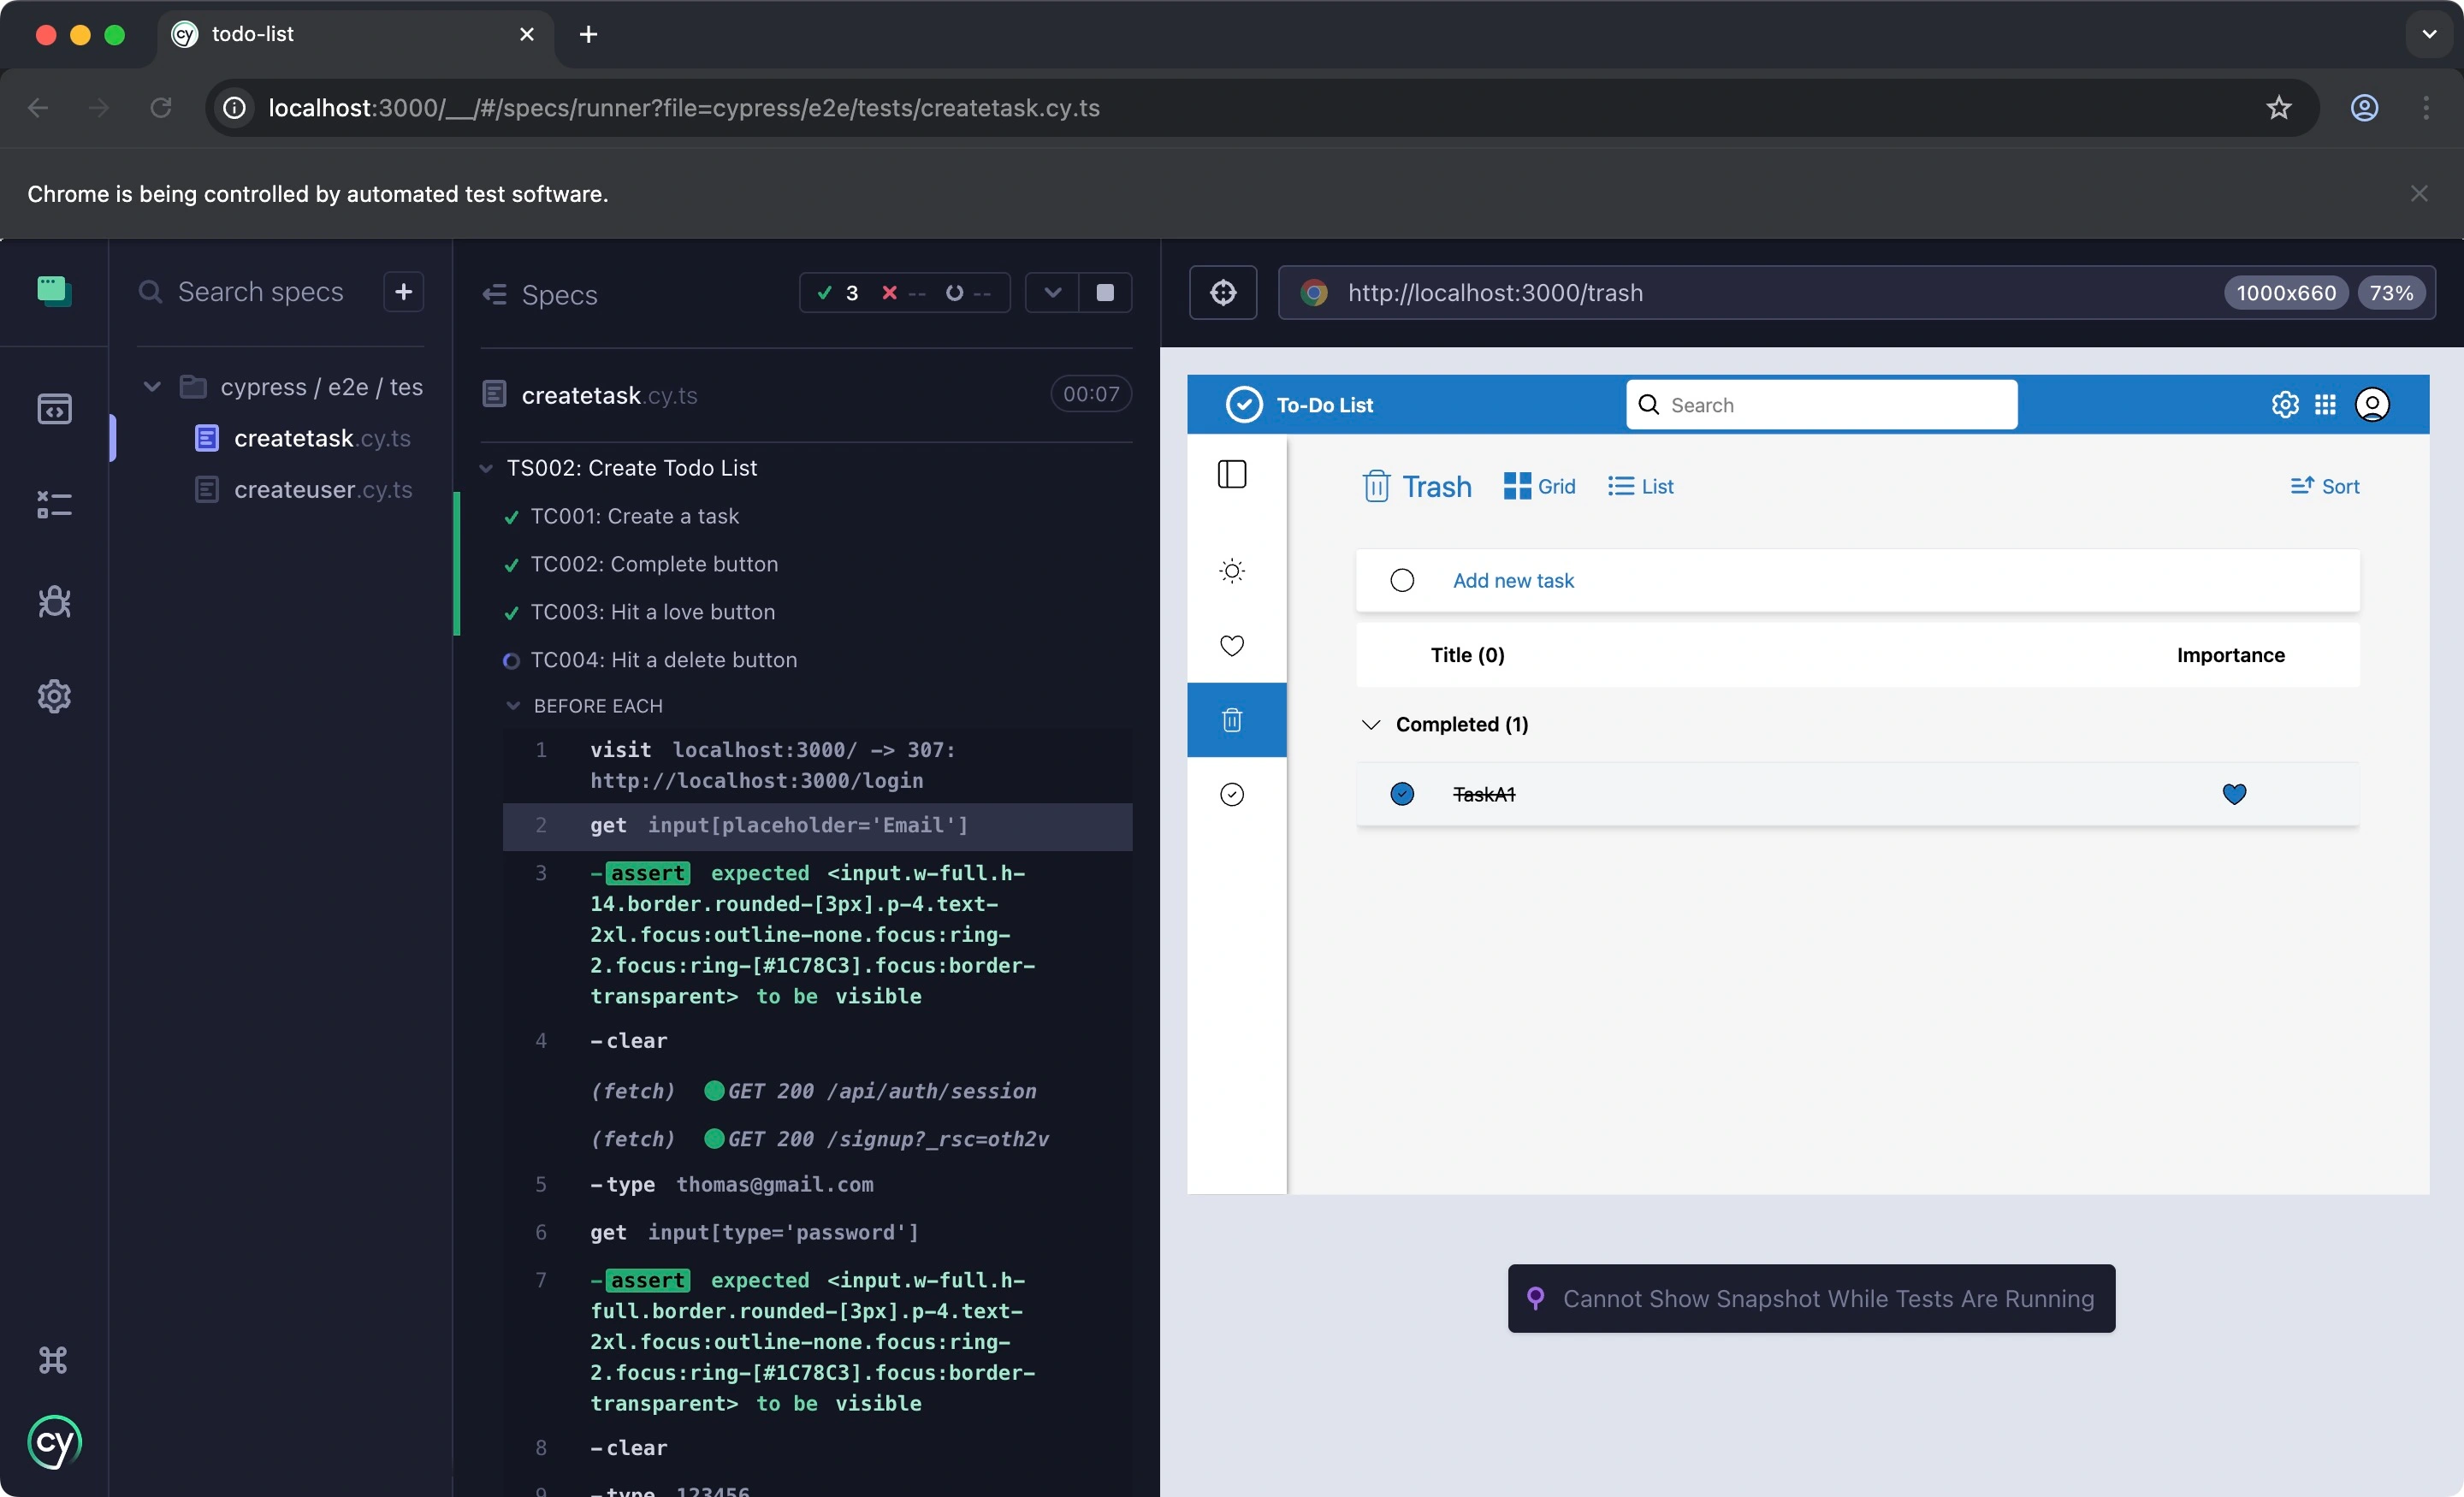 todo-list
localhost:3000/__/#/specs/runner?file=cypress/e2e/tests/createtask.cy.ts
Chrome is being controlled by automated test software.
Search specs
cypress / e2e / tes
createtask.cy.ts
createuser.cy.ts
cy
Specs
3 -- --
createtask.cy.ts 00:07
TS002: Create Todo List
TC001: Create a task
TC002: Complete button
TC003: Hit a love button
TC004: Hit a delete button
BEFORE EACH
1 visit localhost:3000/ -> 307:
http://localhost:3000/login
2 get input[placeholder='Email']
3 -assert expected <input.w-full.h-
14.border.rounded-[3px].p-4.text-
2xl.focus:outline-none.focus:ring-
2.focus:ring-[#1C78C3].focus:border-
transparent> to be visible
4 -clear
(fetch) GET 200 /api/auth/session
(fetch) GET 200 /signup?_rsc=oth2v
5 -type thomas@gmail.com
6 get input[type='password']
7 -assert expected <input.w-full.h-
full.border.rounded-[3px].p-4.text-
2xl.focus:outline-none.focus:ring-
2.focus:ring-[#1C78C3].focus:border-
transparent> to be visible
8 -clear
9 -type 123456
http://localhost:3000/trash 1000x660 73%
To-Do List Search
Trash Grid List Sort
Add new task
Title (0) Importance
Completed (1)
TaskA1
Cannot Show Snapshot While Tests Are Running